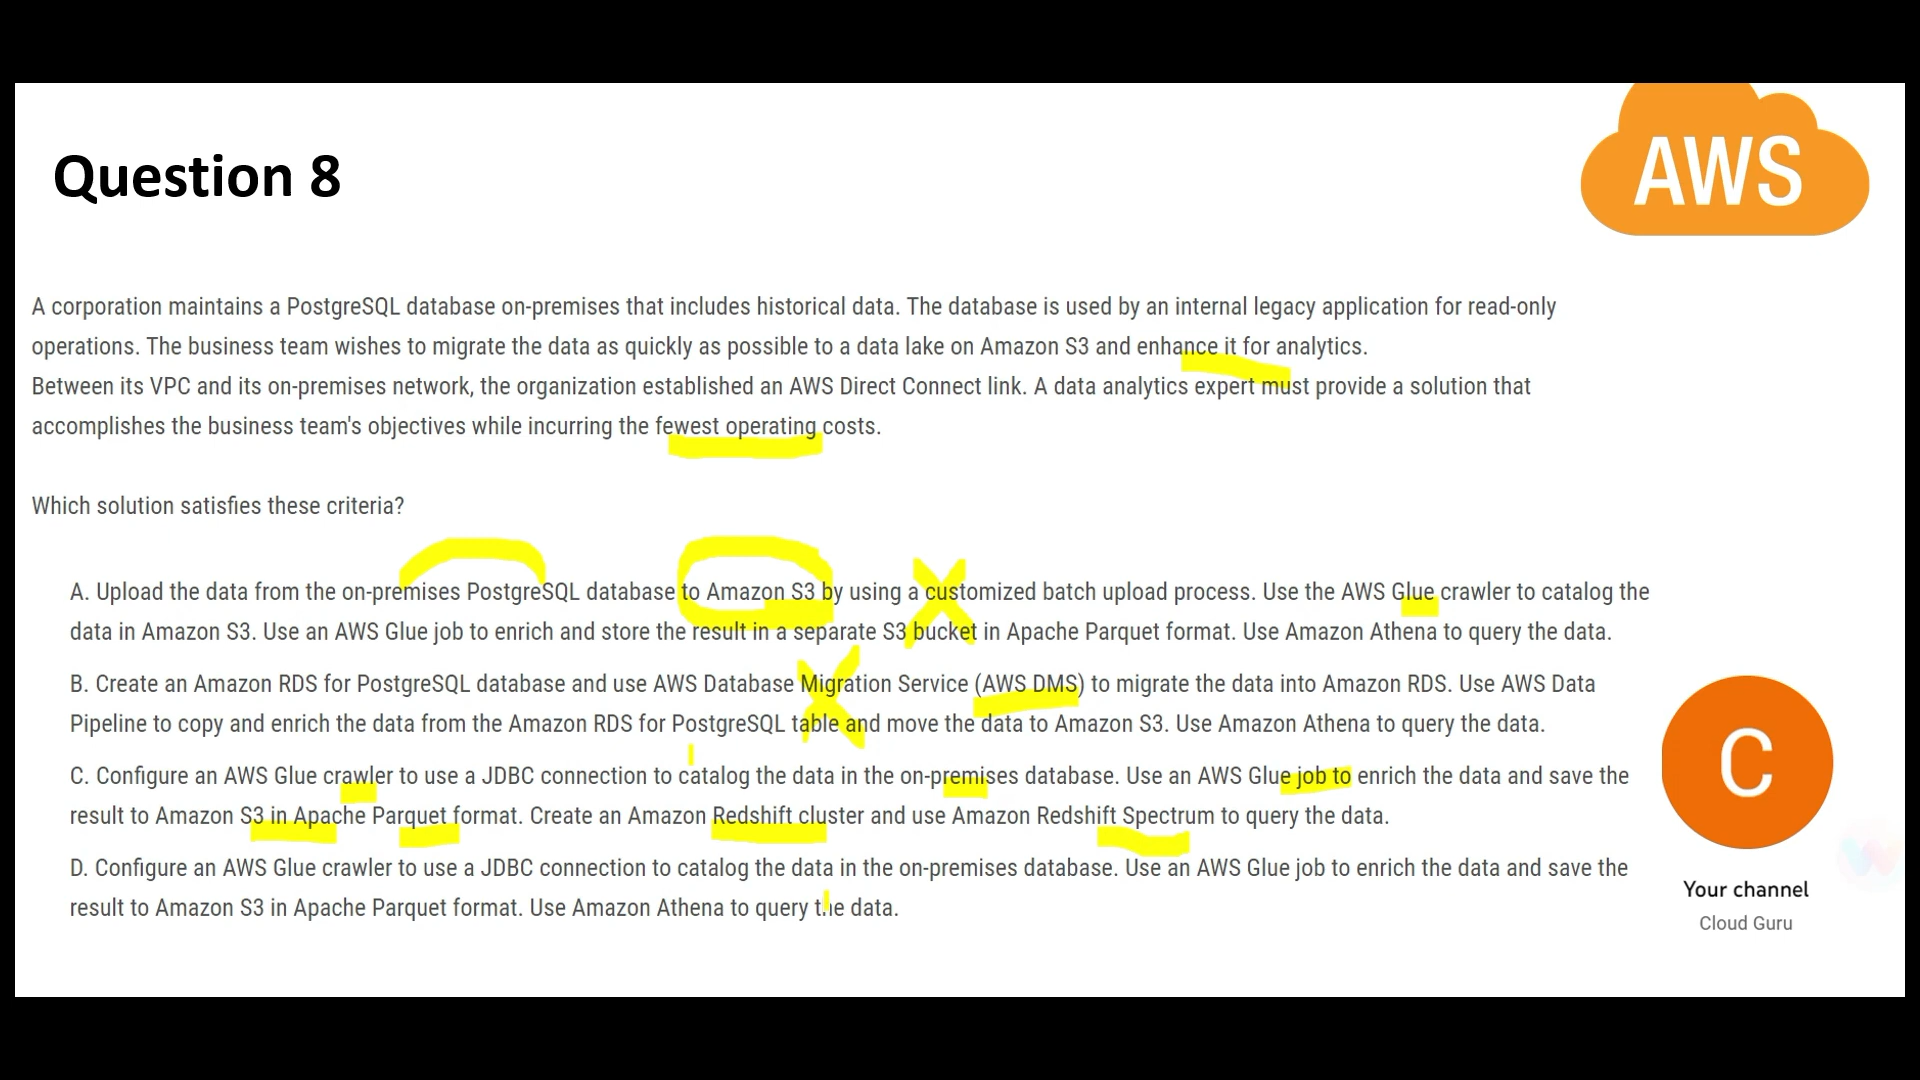 AWS
Question 8
A corporation maintains a PostgreSQL database on-premises that includes historical data. The database is used by an internal legacy application for read-only
operations. The business team wishes to migrate the data as quickly as possible to a data lake on Amazon S3 and enhance it for analytics.
Between its VPC and its on-premises network, the organization established an AWS Direct Connect link. A data analytics expert must provide a solution that
accomplishes the business team's objectives while incurring the fewest operating costs.
Which solution satisfies these criteria?
A. Upload the data from the on-premises PostgreSQL database to Amazon S3 by using a customized batch upload process. Use the AWS Glue crawler to catalog the
data in Amazon S3. Use an AWS Glue job to enrich and store the result in a separate S3 bucket in Apache Parquet format. Use Amazon Athena to query the data.
B. Create an Amazon RDS for PostgreSQL database and use AWS Database Migration Service (AWS DMS) to migrate the data into Amazon RDS. Use AWS Data
Pipeline to copy and enrich the data from the Amazon RDS for PostgreSQL table and move the data to Amazon S3. Use Amazon Athena to query the data.
C. Configure an AWS Glue crawler to use a JDBC connection to catalog the data in the on-premises database. Use an AWS Glue job to enrich the data and save the
result to Amazon S3 in Apache Parquet format. Create an Amazon Redshift cluster and use Amazon Redshift Spectrum to query the data.
D. Configure an AWS Glue crawler to use a JDBC connection to catalog the data in the on-premises database. Use an AWS Glue job to enrich the data and save the
result to Amazon S3 in Apache Parquet format. Use Amazon Athena to query the data.
C
Your channel
Cloud Guru